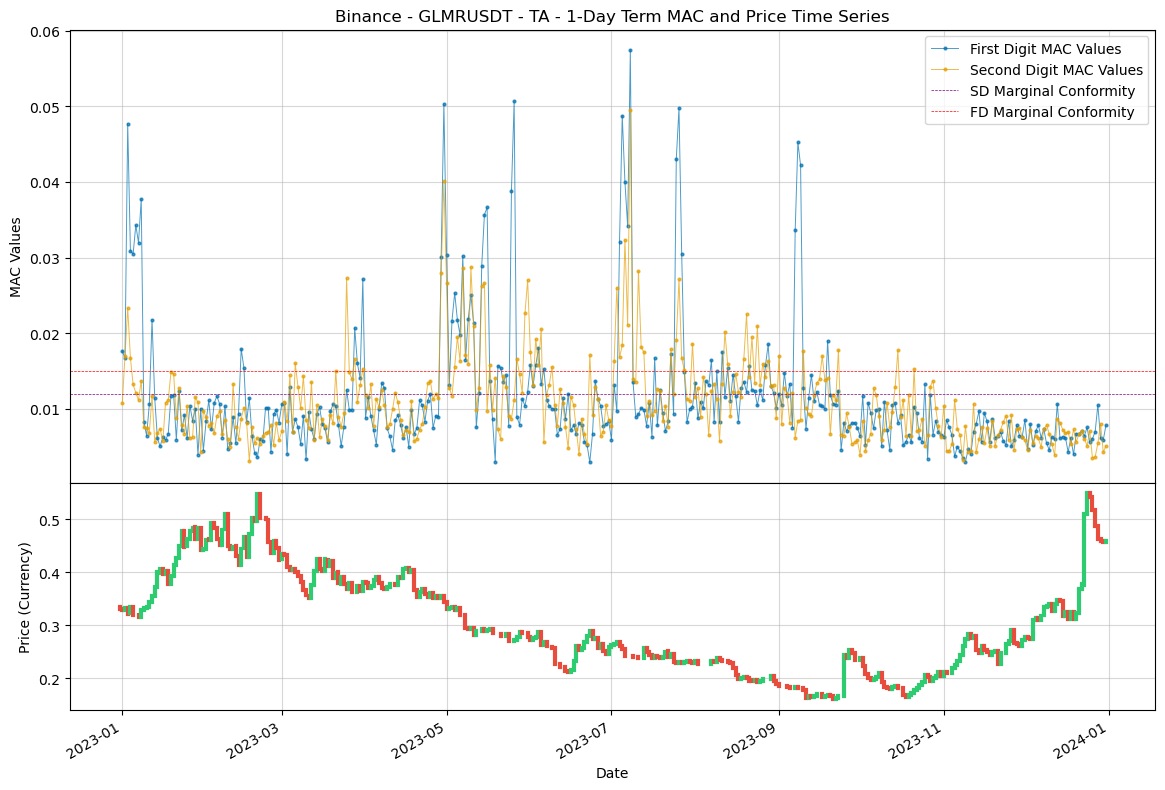 Binance - GLMRUSDT - TA - 1-Day Term MAC and Price Time Series
First Digit MAC Values
Second Digit MAC Values
SD Marginal Conformity
FD Marginal Conformity
MAC Values
0.06
0.05
0.04
0.03
0.02
0.01
Price (Currency)
0.5
0.4
0.3
0.2
2023-01
2023-03
2023-05
2023-07
2023-09
2023-11
2024-01
Date